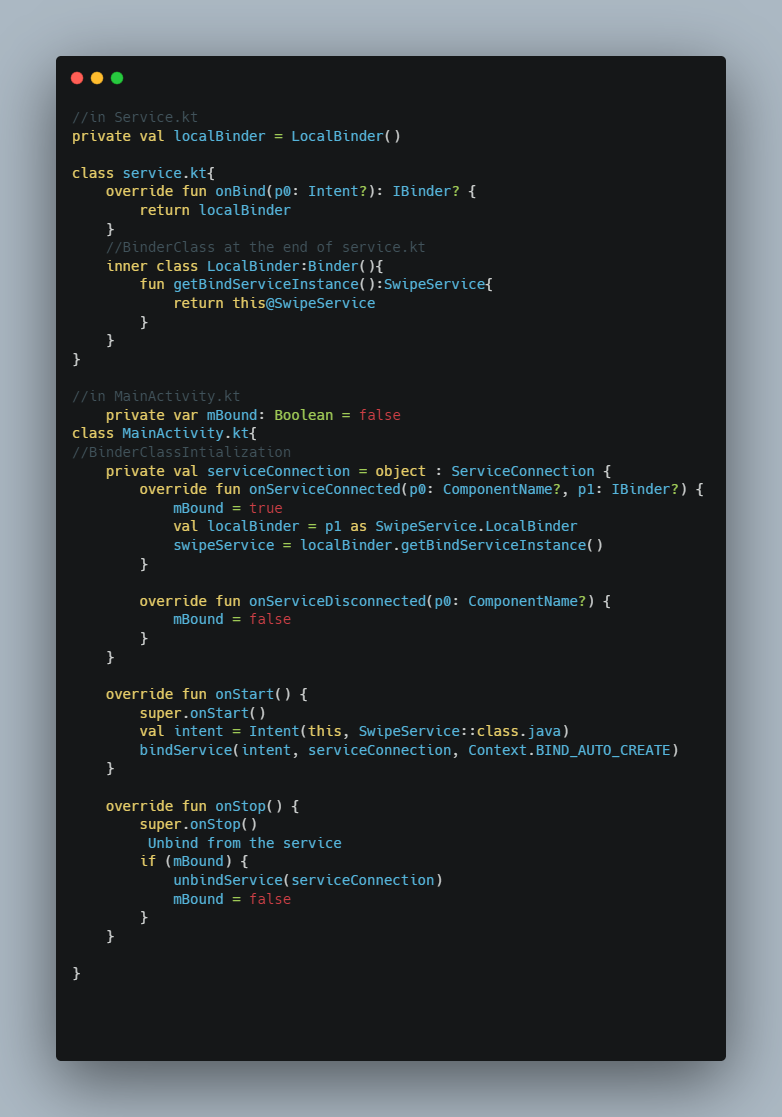 //in Service.kt
private val localBinder = LocalBinder()

class service.kt{
    override fun onBind(p0: Intent?): IBinder? {
        return localBinder
    }
    //BinderClass at the end of service.kt
    inner class LocalBinder:Binder(){
        fun getBindServiceInstance():SwipeService{
            return this@SwipeService
        }
    }
}

//in MainActivity.kt
    private var mBound: Boolean = false
class MainActivity.kt{
//BinderClassIntialization
    private val serviceConnection = object : ServiceConnection {
        override fun onServiceConnected(p0: ComponentName?, p1: IBinder?) {
            mBound = true
            val localBinder = p1 as SwipeService.LocalBinder
            swipeService = localBinder.getBindServiceInstance()
        }

        override fun onServiceDisconnected(p0: ComponentName?) {
            mBound = false
        }
    }

    override fun onStart() {
        super.onStart()
        val intent = Intent(this, SwipeService::class.java)
        bindService(intent, serviceConnection, Context.BIND_AUTO_CREATE)
    }

    override fun onStop() {
        super.onStop()
         Unbind from the service
        if (mBound) {
            unbindService(serviceConnection)
            mBound = false
        }
    }

}